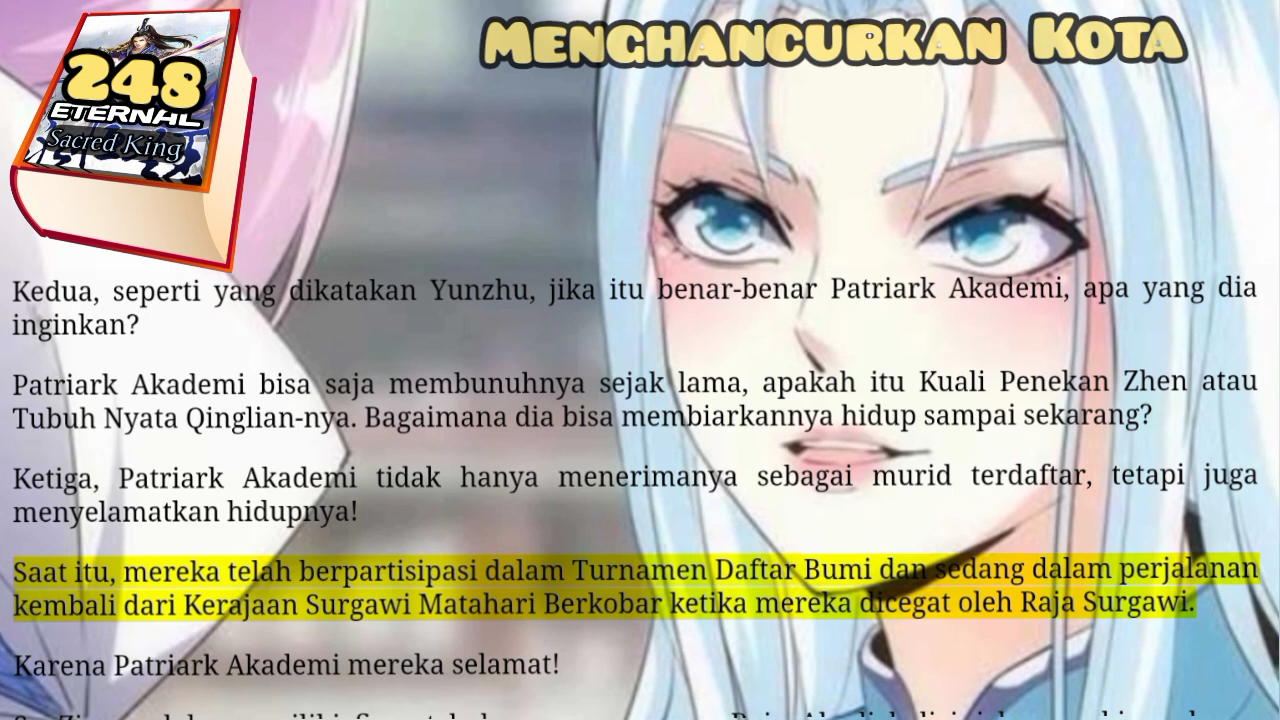 MENGHANCURKAN KOTA
248
ETERNAL
Sacred King
Kedua, seperti yang dikatakan Yunzhu, jika itu benar-benar Patriark Akademi, apa yang dia
inginkan?
Patriark Akademi bisa saja membunuhnya sejak lama, apakah itu Kuali Penekan Zhen atau
Tubuh Nyata Qinglian-nya. Bagaimana dia bisa membiarkannya hidup sampai sekarang?
Ketiga, Patriark Akademi tidak hanya menerimanya sebagai murid terdaftar, tetapi juga
menyelamatkan hidupnya!
Saat itu, mereka telah berpartisipasi dalam Turnamen Daftar Bumi dan sedang dalam perjalanan
kembali dari Kerajaan Surgawi Matahari Berkobar ketika mereka dicegat oleh Raja Surgawi.
Karena Patriark Akademi mereka selamat!